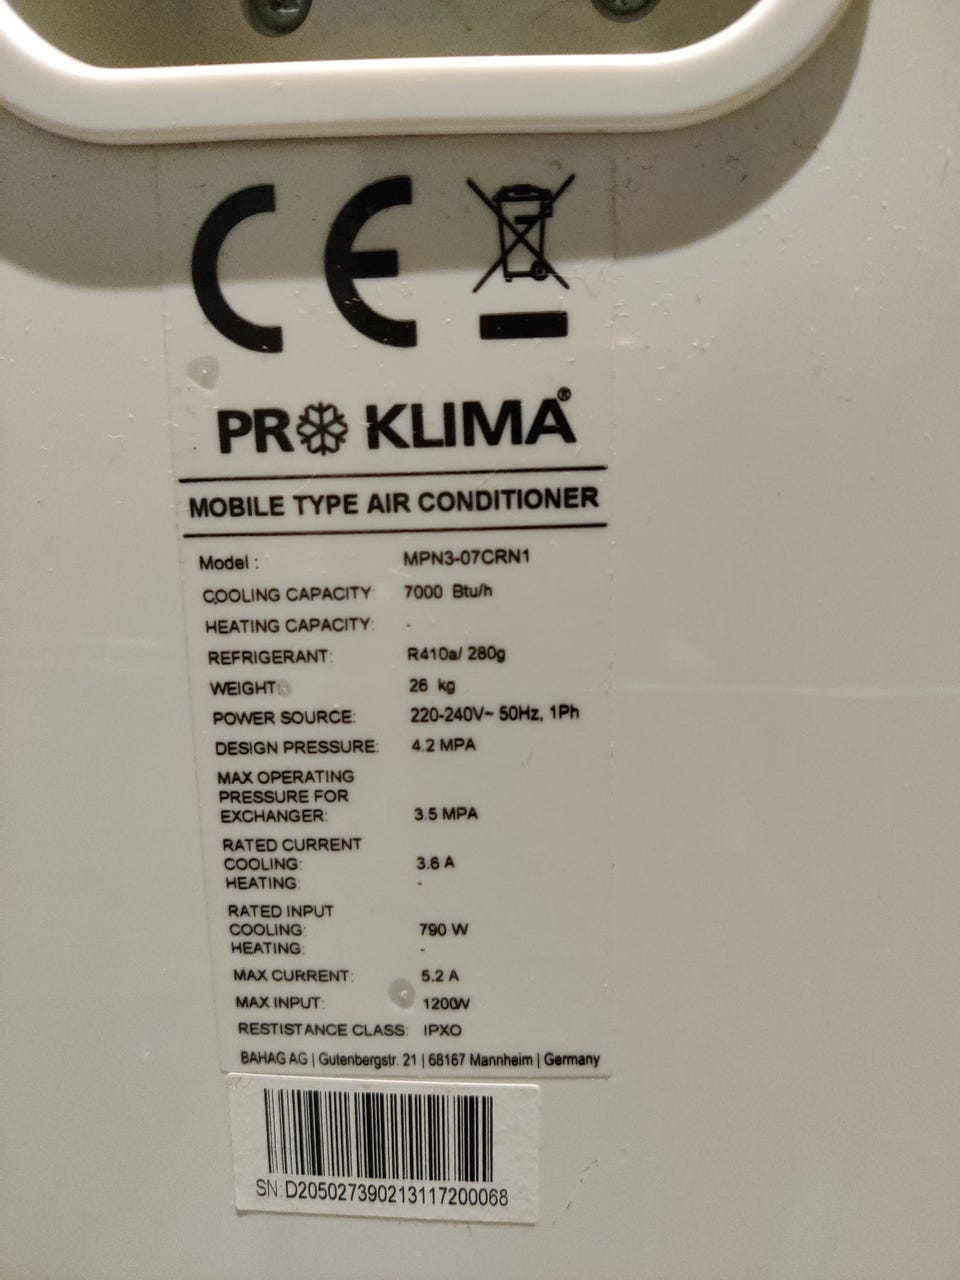 CE
PRO KLIMA®
MOBILE TYPE AIR CONDITIONER
Model : MPN3-07CRN1
COOLING CAPACITY: 7000 Btu/h
HEATING CAPACITY: -
REFRIGERANT: R410a/ 280g
WEIGHT: 26 kg
POWER SOURCE: 220-240V~ 50Hz, 1Ph
DESIGN PRESSURE: 4.2 MPA
MAX OPERATING
PRESSURE FOR
EXCHANGER: 3.5 MPA
RATED CURRENT
COOLING: 3.6 A
HEATING: -
RATED INPUT
COOLING: 790 W
HEATING: -
MAX CURRENT: 5.2 A
MAX INPUT: 1200W
RESTISTANCE CLASS: IPXO
BAHAG AG | Gutenbergstr. 21 | 68167 Mannheim | Germany
SN:D205027390213117200068